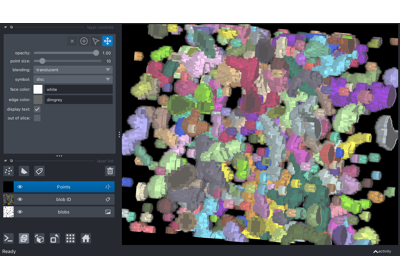 opacity:
1.00
point size:
10
blending:
translucent
symbol:
disc
face color:
white
edge color:
dimgrey
display text:
out of slice:
Points
blob ID
blobs
Ready
activity